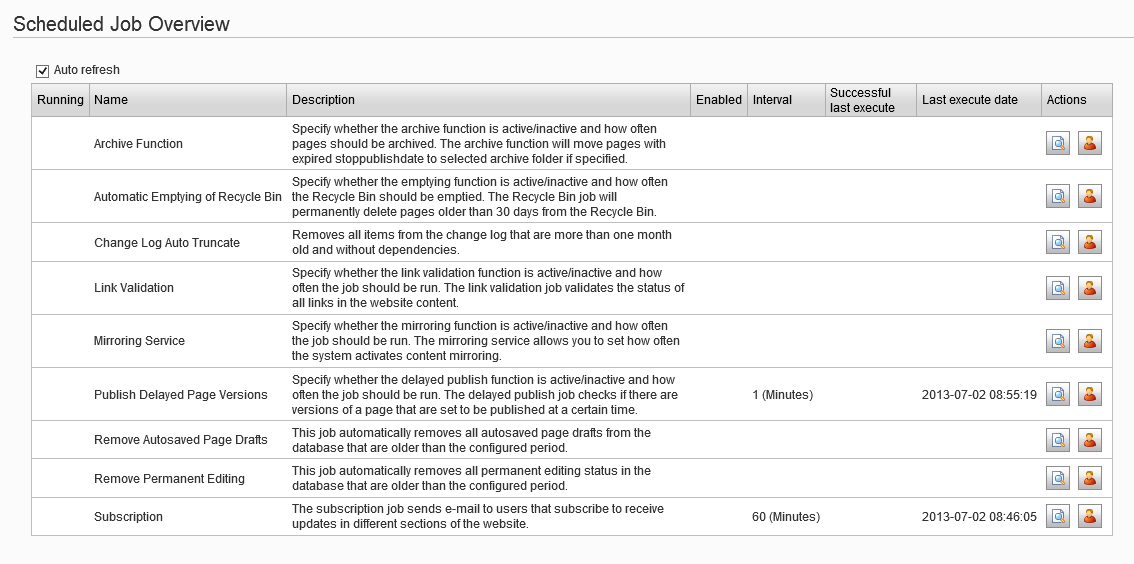 Scheduled Job Overview
Auto refresh
Running Name Description Enabled Interval Successful last execute Last execute date Actions
Archive Function
Specify whether the archive function is active/inactive and how often
pages should be archived. The archive function will move pages with
expired stoppublishdate to selected archive folder if specified.
Automatic Emptying of Recycle Bin
Specify whether the emptying function is active/inactive and how often
the Recycle Bin should be emptied. The Recycle Bin job will
permanently delete pages older than 30 days from the Recycle Bin.
Change Log Auto Truncate
Removes all items from the change log that are more than one month
old and without dependencies.
Link Validation
Specify whether the link validation function is active/inactive and how
often the job should be run. The link validation job validates the status of
all links in the website content.
Mirroring Service
Specify whether the mirroring function is active/inactive and how often
the job should be run. The mirroring service allows you to set how often
the system activates content mirroring.
Publish Delayed Page Versions
Specify whether the delayed publish function is active/inactive and how
often the job should be run. The delayed publish job checks if there are
versions of a page that are set to be published at a certain time.
1 (Minutes)
2013-07-02 08:55:19
Remove Autosaved Page Drafts
This job automatically removes all autosaved page drafts from the
database that are older than the configured period.
Remove Permanent Editing
This job automatically removes all permanent editing status in the
database that are older than the configured period.
Subscription
The subscription job sends e-mail to users that subscribe to receive
updates in different sections of the website.
60 (Minutes)
2013-07-02 08:46:05